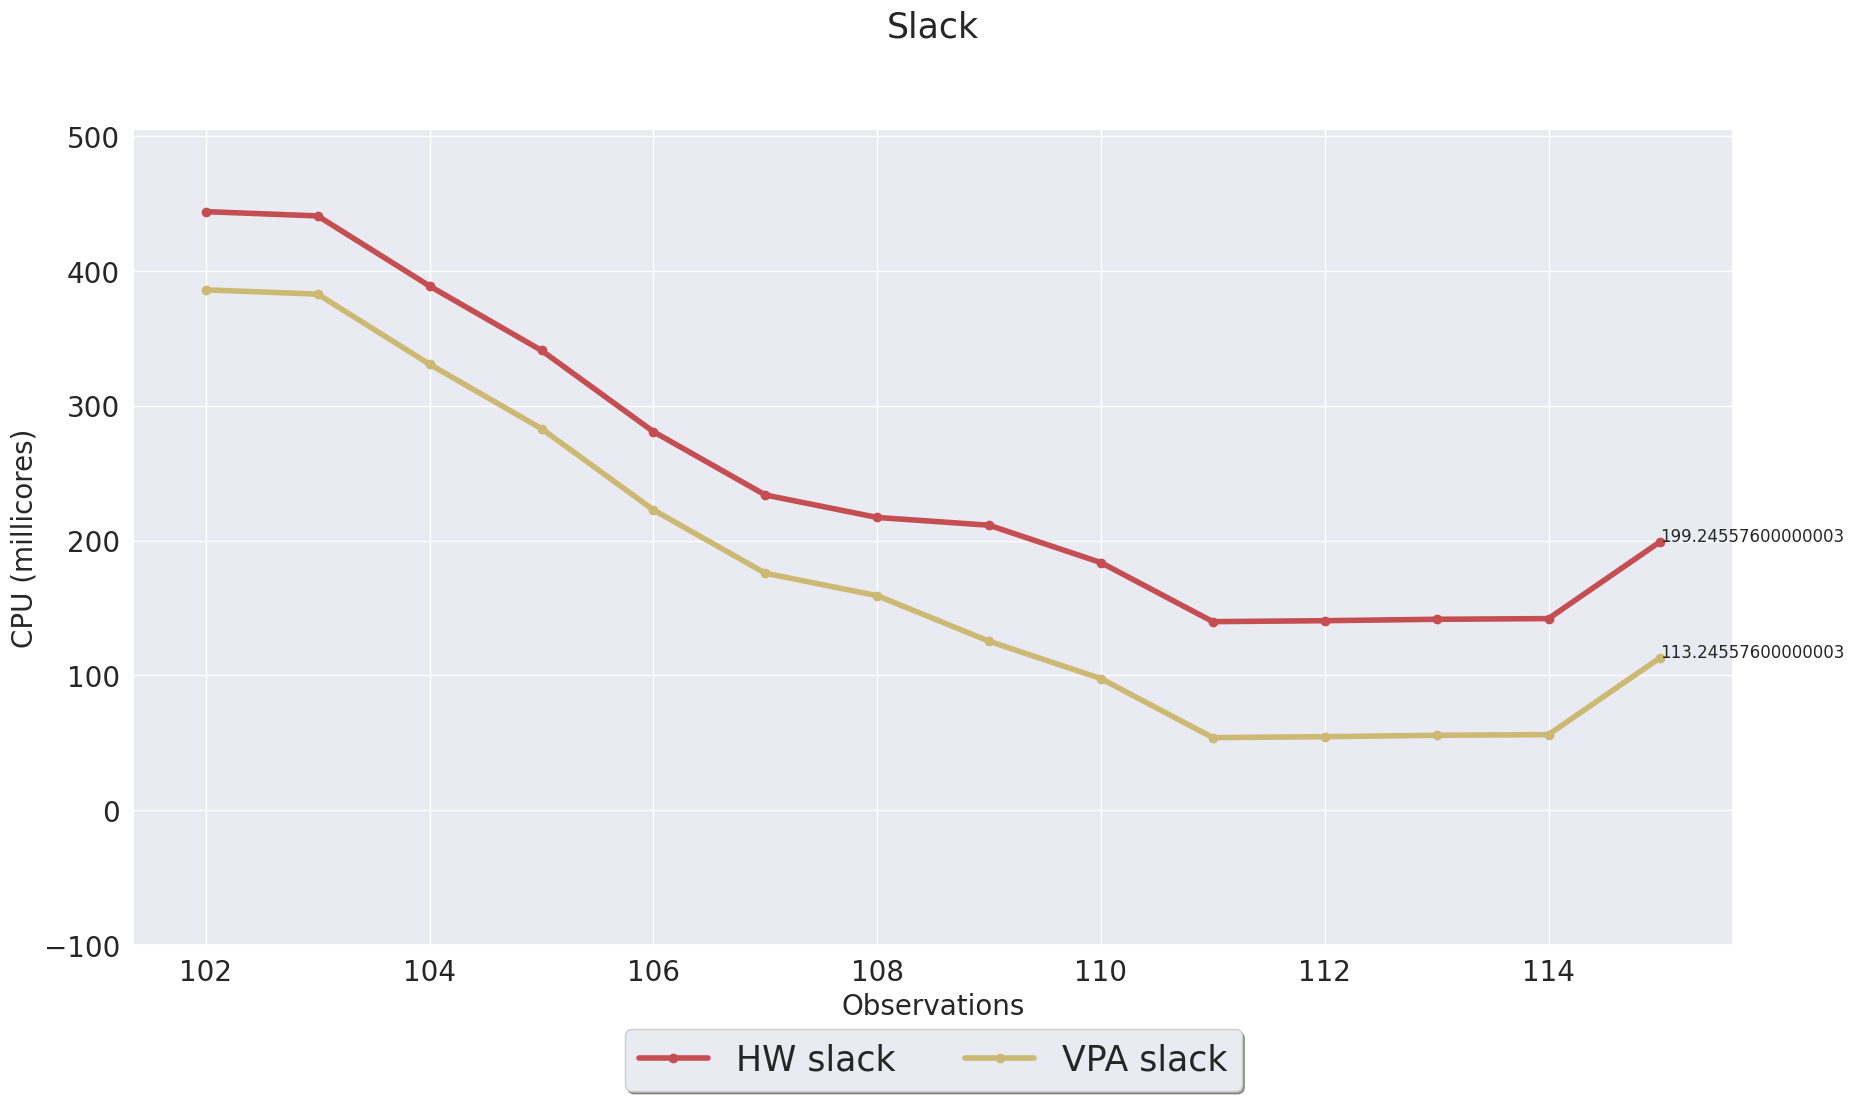 Slack
500
400
300
200
100
0
−100
CPU (millicores)
199.24557600000003
113.24557600000003
102 104 106 108 110 112 114
Observations
HW slack VPA slack